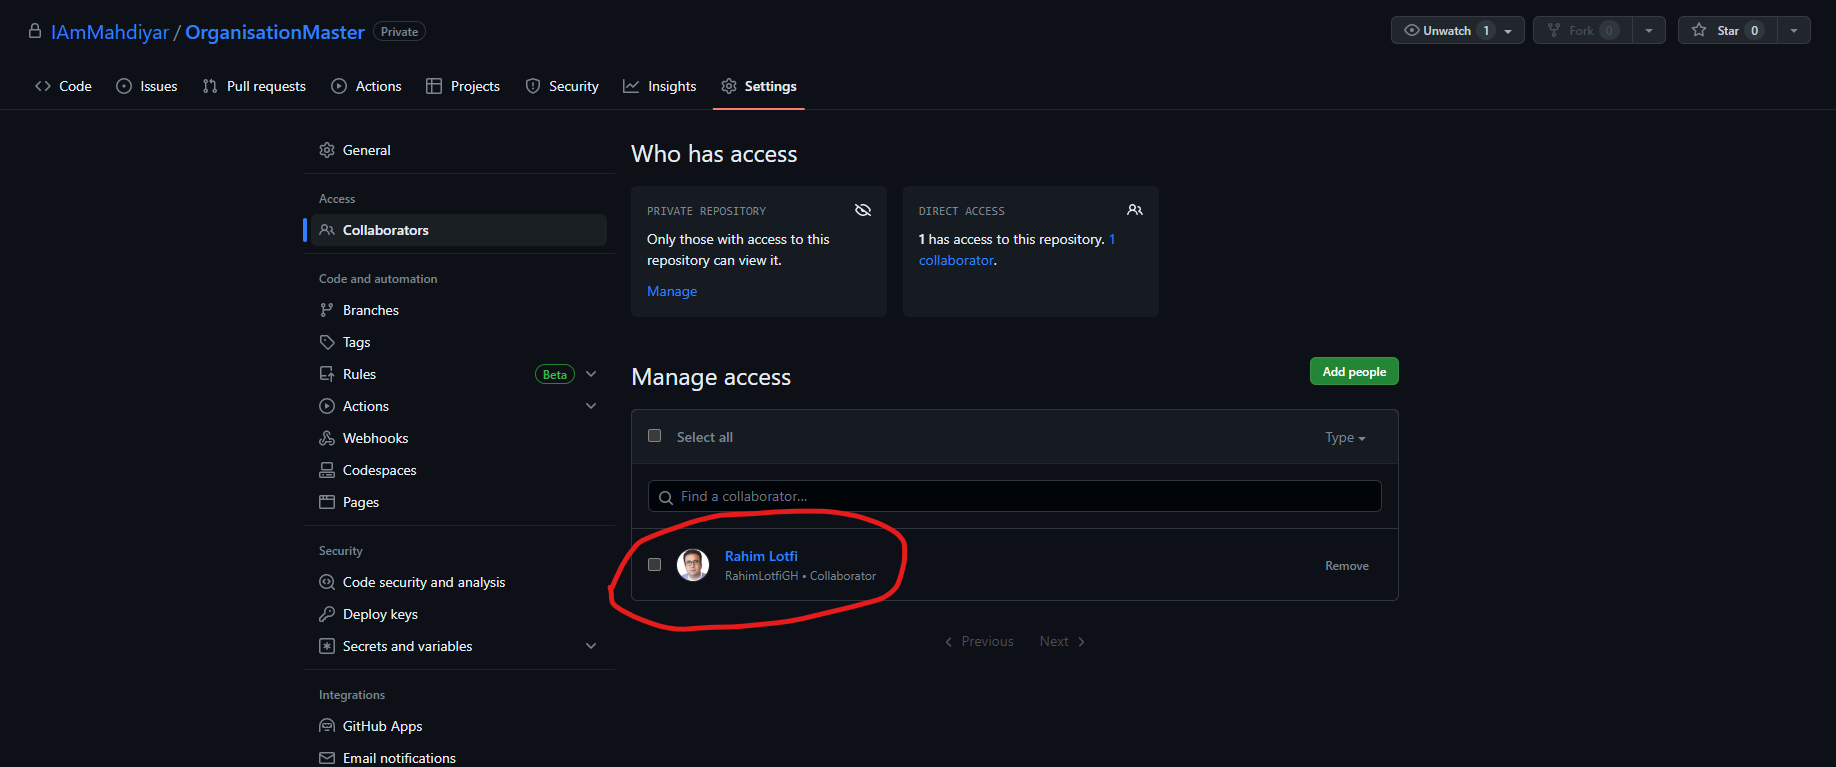 IAmMahdiyar / OrganisationMaster Private
Unwatch 1
Fork 0
Star 0
Code
Issues
Pull requests
Actions
Projects
Security
Insights
Settings
General
Access
Collaborators
Code and automation
Branches
Tags
Rules Beta
Actions
Webhooks
Codespaces
Pages
Security
Code security and analysis
Deploy keys
Secrets and variables
Integrations
GitHub Apps
Email notifications
Who has access
PRIVATE REPOSITORY
Only those with access to this
repository can view it.
Manage
DIRECT ACCESS
1 has access to this repository. 1
collaborator.
Manage access
Add people
Select all
Type
Find a collaborator...
Rahim Lotfi
RahimLotfiGH • Collaborator
Remove
Previous
Next